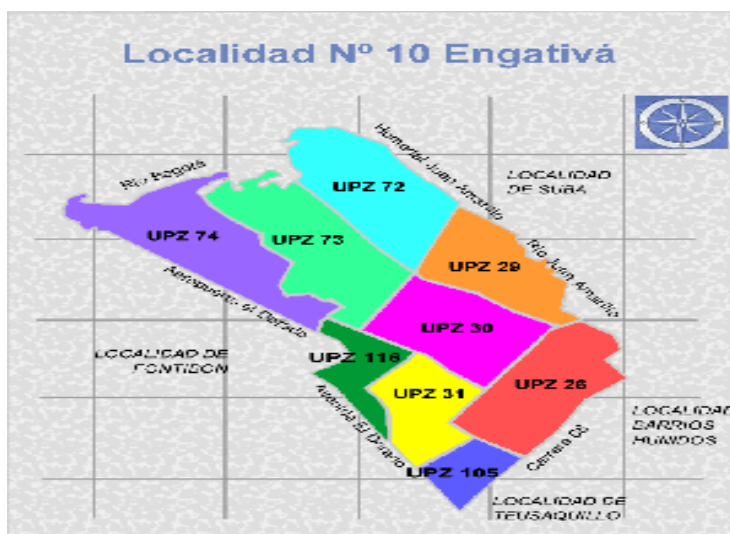 Localidad Nº 10 Engativá
Humedal Juan Amarillo
Rio Bogotá
LOCALIDAD
DE SUBA
UPZ 72
UPZ 74
UPZ 73
Río Juan Amarillo
UPZ 29
Aeropuerto el Dorado
UPZ 30
LOCALIDAD DE
FONTIBON
UPZ 116
UPZ 26
UPZ 31
Avenida El Dorado
Carrera 68
LOCALIDAD
BARRIOS
HUNIDOS
UPZ 105
LOCALIDAD DE
TEUSAQUILLO